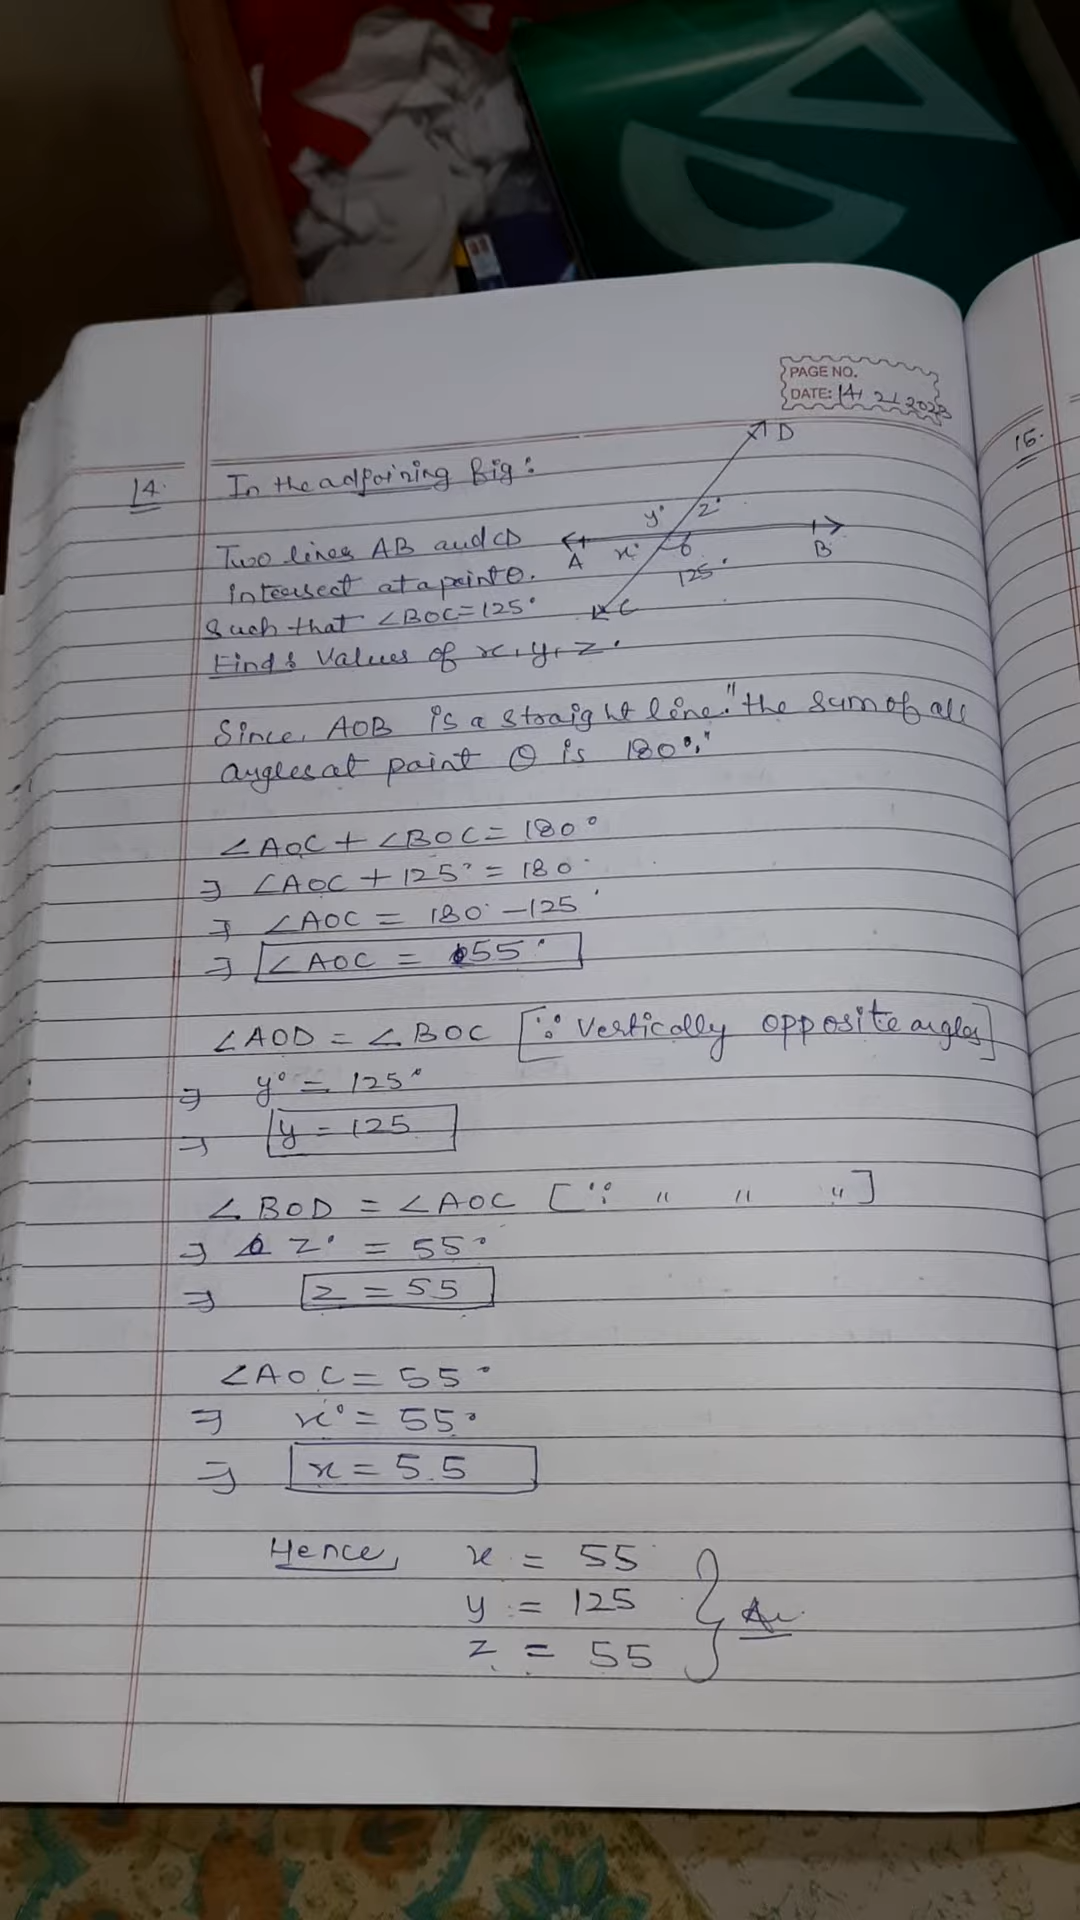 PAGE NO.
DATE: 14/2/2023
15.
14. In the adjoining fig:
D
y° z°
A x° O B
125°
C
Two lines AB and CD
intersect at a point O.
Such that ∠BOC=125°
Find: Values of x, y, z.
Since, AOB is a straight line. "the sum of all
angles at point O is 180°."
∠AOC + ∠BOC = 180°
⇒ ∠AOC + 125° = 180°
⇒ ∠AOC = 180° - 125°
⇒ ∠AOC = 55°
∠AOD = ∠BOC [∵ vertically opposite angles]
⇒ y° = 125°
⇒ y = 125
∠BOD = ∠AOC [∵ " " "]
⇒ z° = 55°
⇒ z = 55
∠AOC = 55°
⇒ x° = 55°
⇒ x = 5.5
Hence, x = 55
y = 125
z = 55